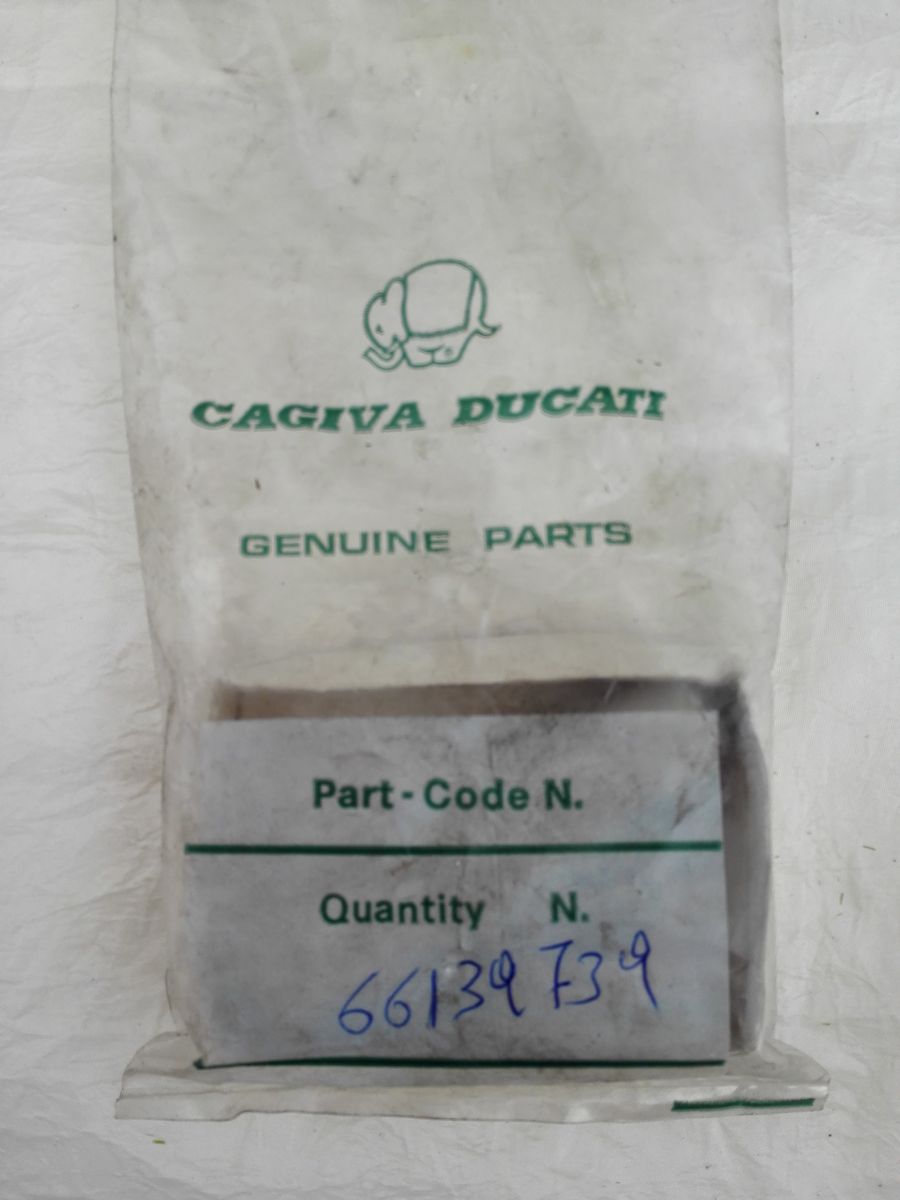 CAGIVA DUCATI
GENUINE PARTS
Part-Code N.
Quantity N.
66139739